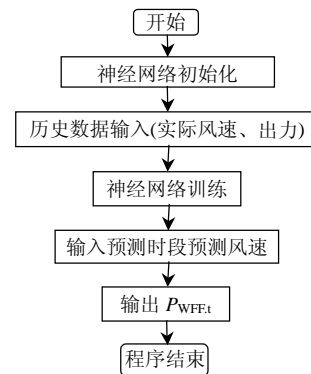 开始
神经网络初始化
历史数据输入(实际风速、出力)
神经网络训练
输入预测时段预测风速
输出 PWFF.t
程序结束